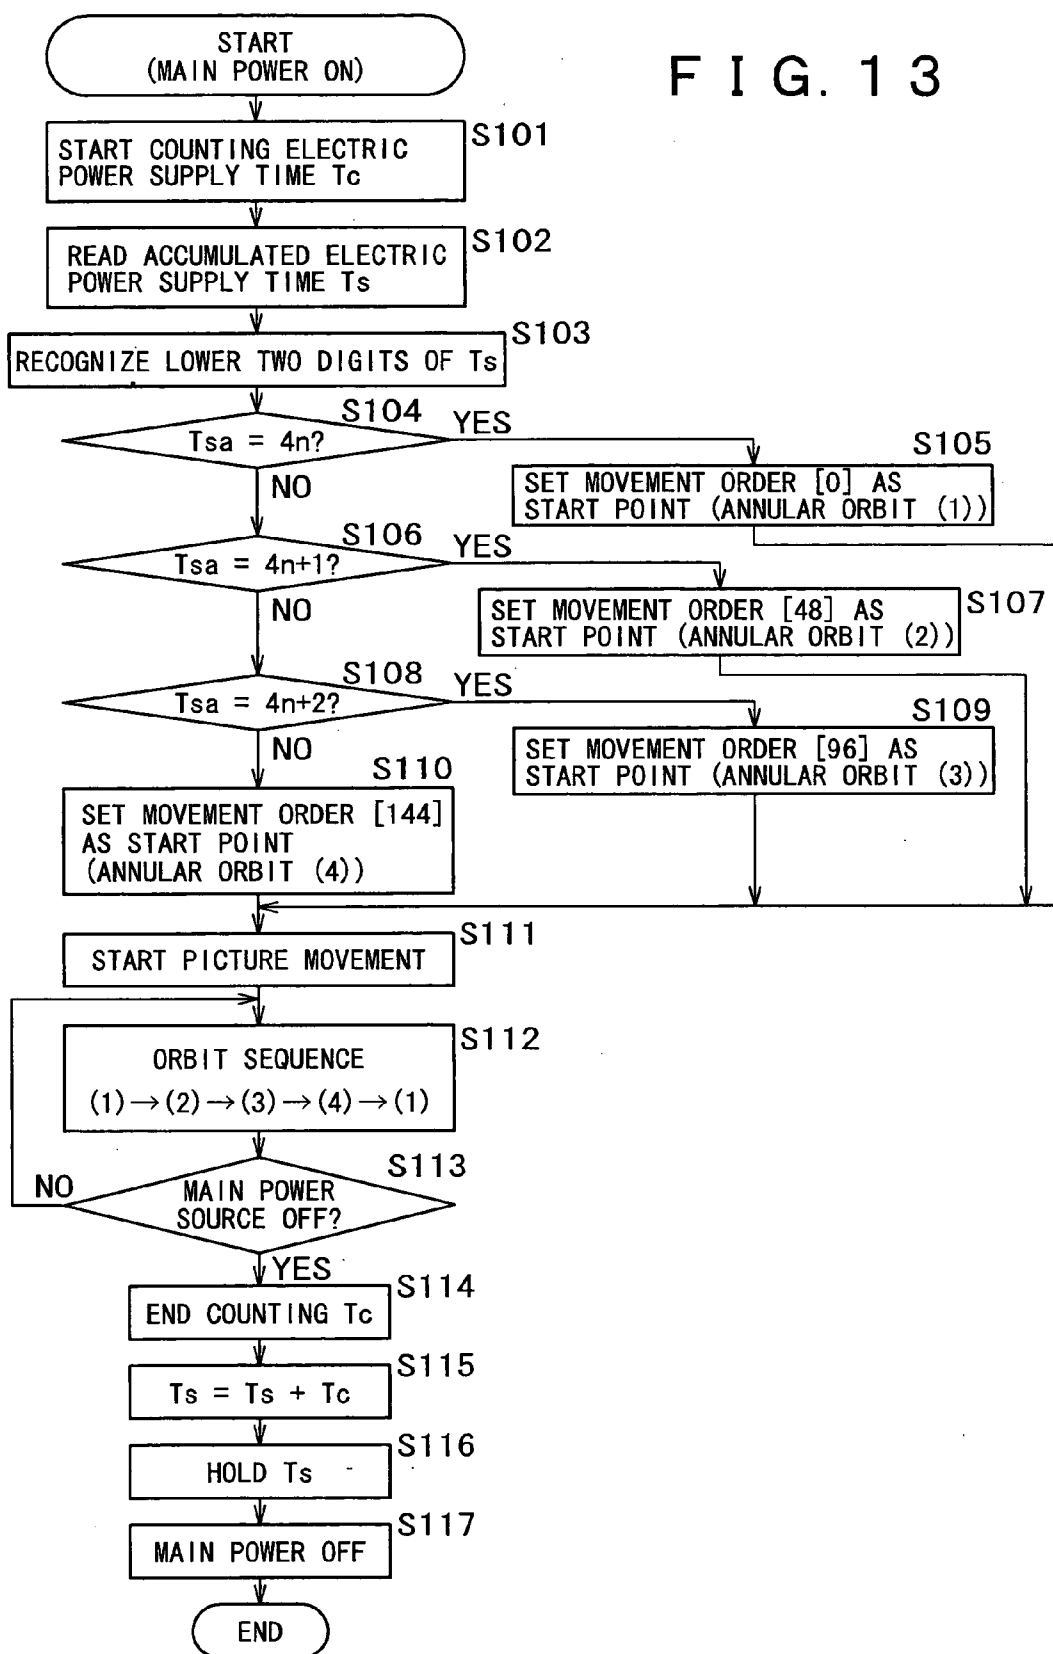 START
(MAIN POWER ON)
FIG. 13
S101
START COUNTING ELECTRIC
POWER SUPPLY TIME Tc
S102
READ ACCUMULATED ELECTRIC
POWER SUPPLY TIME Ts
S103
RECOGNIZE LOWER TWO DIGITS OF Ts
S104
Tsa = 4n?
YES
NO
S105
SET MOVEMENT ORDER [0] AS
START POINT (ANNULAR ORBIT (1))
S106
Tsa = 4n+1?
YES
NO
S107
SET MOVEMENT ORDER [48] AS
START POINT (ANNULAR ORBIT (2))
S108
Tsa = 4n+2?
YES
NO
S109
SET MOVEMENT ORDER [96] AS
START POINT (ANNULAR ORBIT (3))
S110
SET MOVEMENT ORDER [144]
AS START POINT
(ANNULAR ORBIT (4))
S111
START PICTURE MOVEMENT
S112
ORBIT SEQUENCE
(1)→(2)→(3)→(4)→(1)
S113
NO
MAIN POWER
SOURCE OFF?
YES
S114
END COUNTING Tc
S115
Ts = Ts + Tc
S116
HOLD Ts
S117
MAIN POWER OFF
END